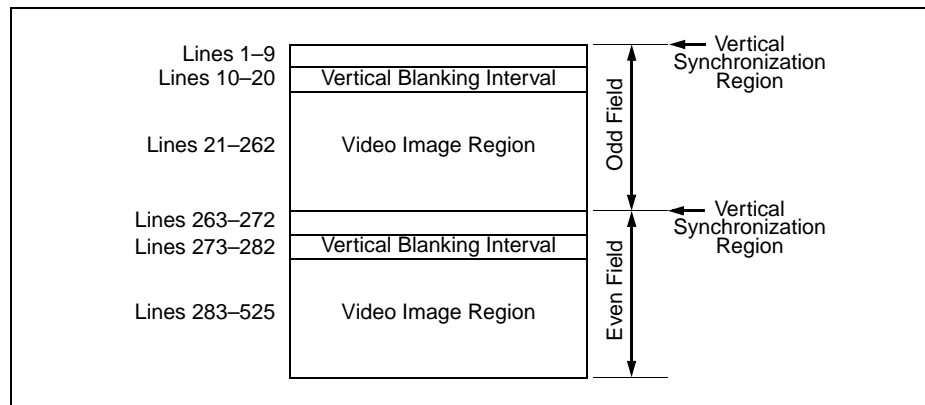 Lines 1–9
Vertical
Synchronization
Region
Lines 10–20
Vertical Blanking Interval
Odd Field
Lines 21–262
Video Image Region
Lines 263–272
Vertical
Synchronization
Region
Lines 273–282
Vertical Blanking Interval
Even Field
Lines 283–525
Video Image Region